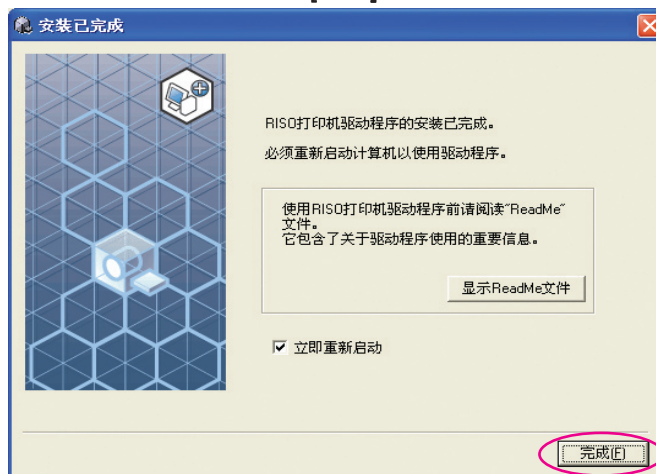 安装已完成
RISO打印机驱动程序的安装已完成。
必须重新启动计算机以使用驱动程序。
使用RISO打印机驱动程序前请阅读"ReadMe"
文件。
它包含了关于驱动程序使用的重要信息。
显示ReadMe文件
立即重新启动
完成(F)